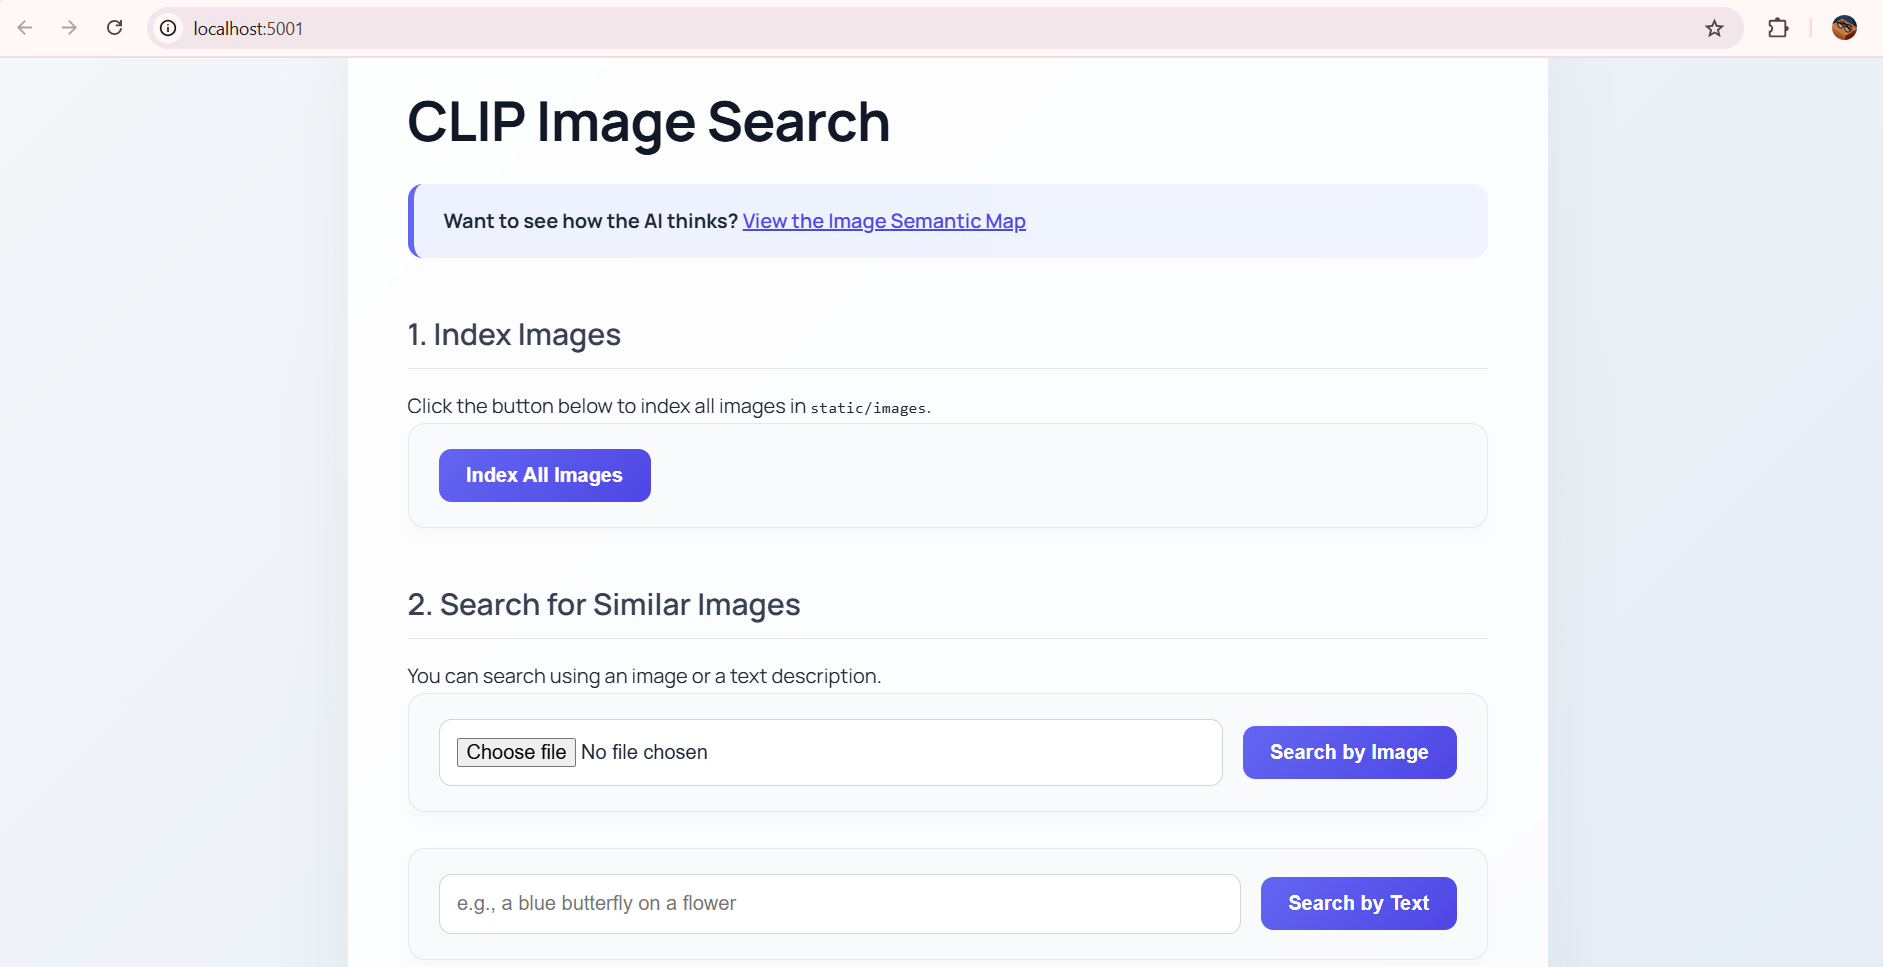 localhost:5001
CLIP Image Search
Want to see how the AI thinks? View the Image Semantic Map
1. Index Images
Click the button below to index all images in static/images.
Index All Images
2. Search for Similar Images
You can search using an image or a text description.
Choose file No file chosen
Search by Image
e.g., a blue butterfly on a flower
Search by Text